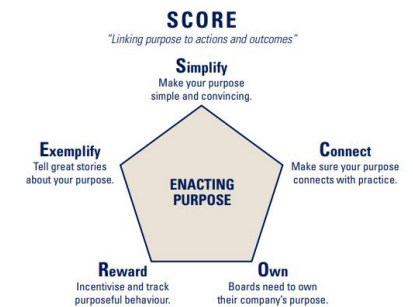 SCORE
"Linking purpose to actions and outcomes"
Simplify
Make your purpose
simple and convincing.
Exemplify
Tell great stories
about your purpose.
Connect
Make sure your purpose
connects with practice.
ENACTING
PURPOSE
Reward
Incentivise and track
purposeful behaviour.
Own
Boards need to own
their company's purpose.